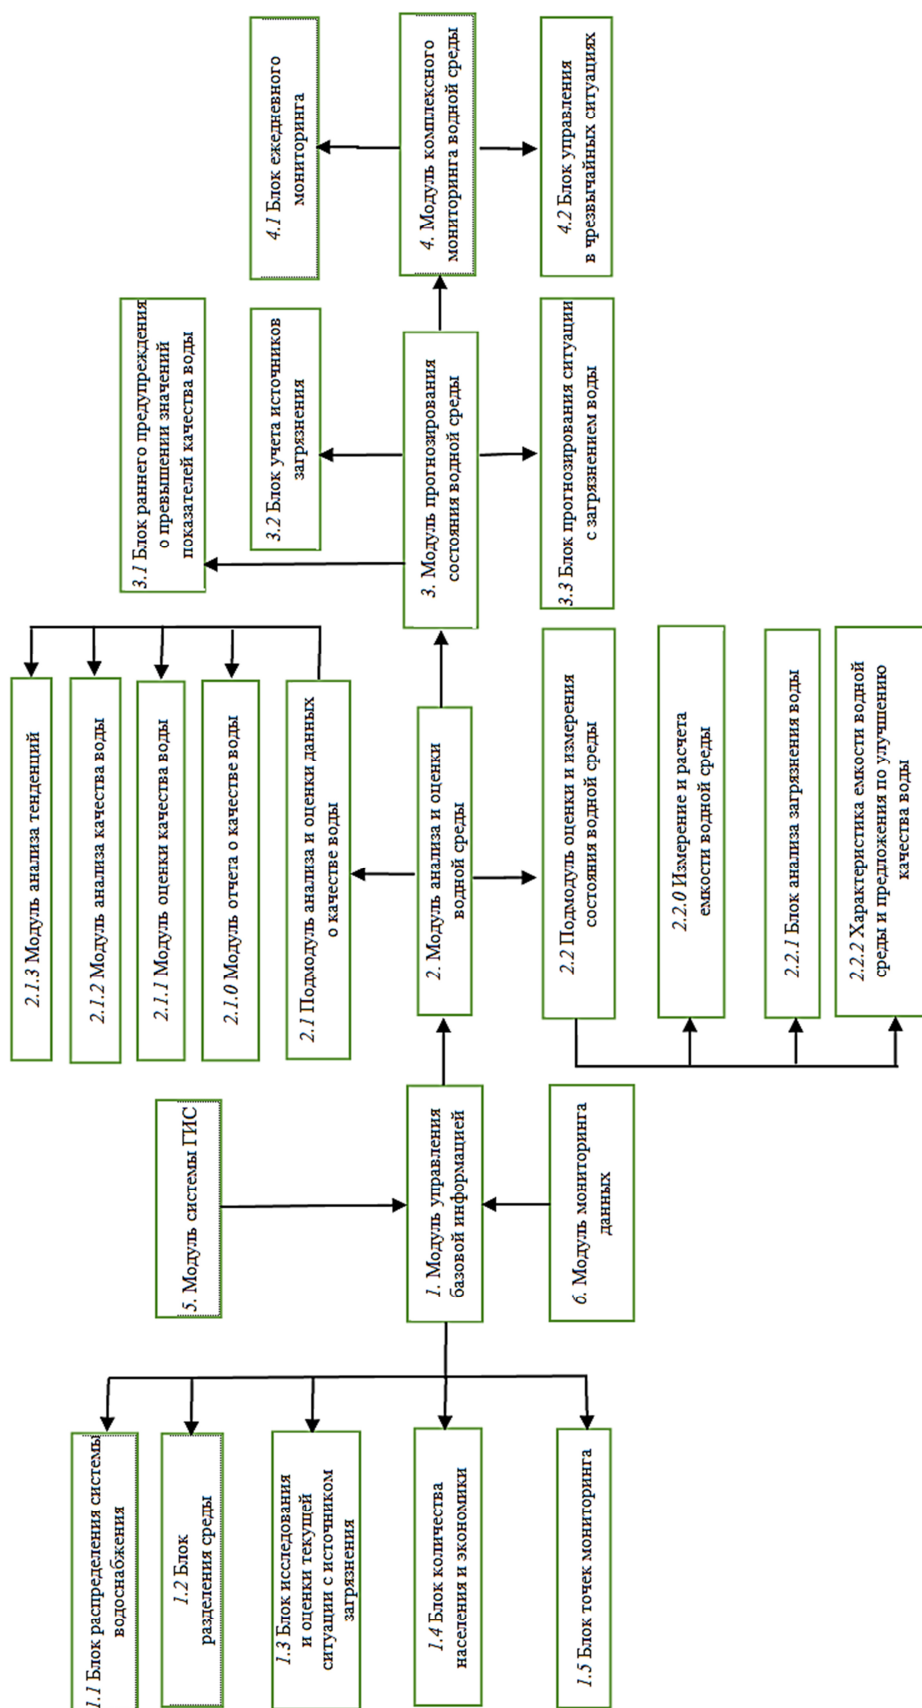 1.1 Блок распределения системы
водоснабжения
1.2 Блок
разделения среды
1.3 Блок исследования
и оценки текущей
ситуации с источником
загрязнения
1.4 Блок количества
населения и экономики
1.5 Блок точек мониторинга
5. Модуль системы ГИС
1. Модуль управления
базовой информацией
6. Модуль мониторинга
данных
2.1.3 Модуль анализа тенденций
2.1.2 Модуль анализа качества воды
2.1.1 Модуль оценки качества воды
2.1.0 Модуль отчета о качестве воды
2.1 Подмодуль анализа и оценки данных
о качестве воды
2. Модуль анализа и оценки
водной среды
2.2 Подмодуль оценки и измерения
состояния водной среды
2.2.0 Измерение и расчета
емкости водной среды
2.2.1 Блок анализа загрязнения воды
2.2.2 Характеристика емкости водной
среды и предложения по улучшению
качества воды
3.1 Блок раннего предупреждения
о превышении значений
показателей качества воды
3.2 Блок учета источников
загрязнения
3. Модуль прогнозирования
состояния водной среды
3.3 Блок прогнозирования ситуации
с загрязнением воды
4.1 Блок ежедневного
мониторинга
4. Модуль комплексного
мониторинга водной среды
4.2 Блок управления
в чрезвычайных ситуациях